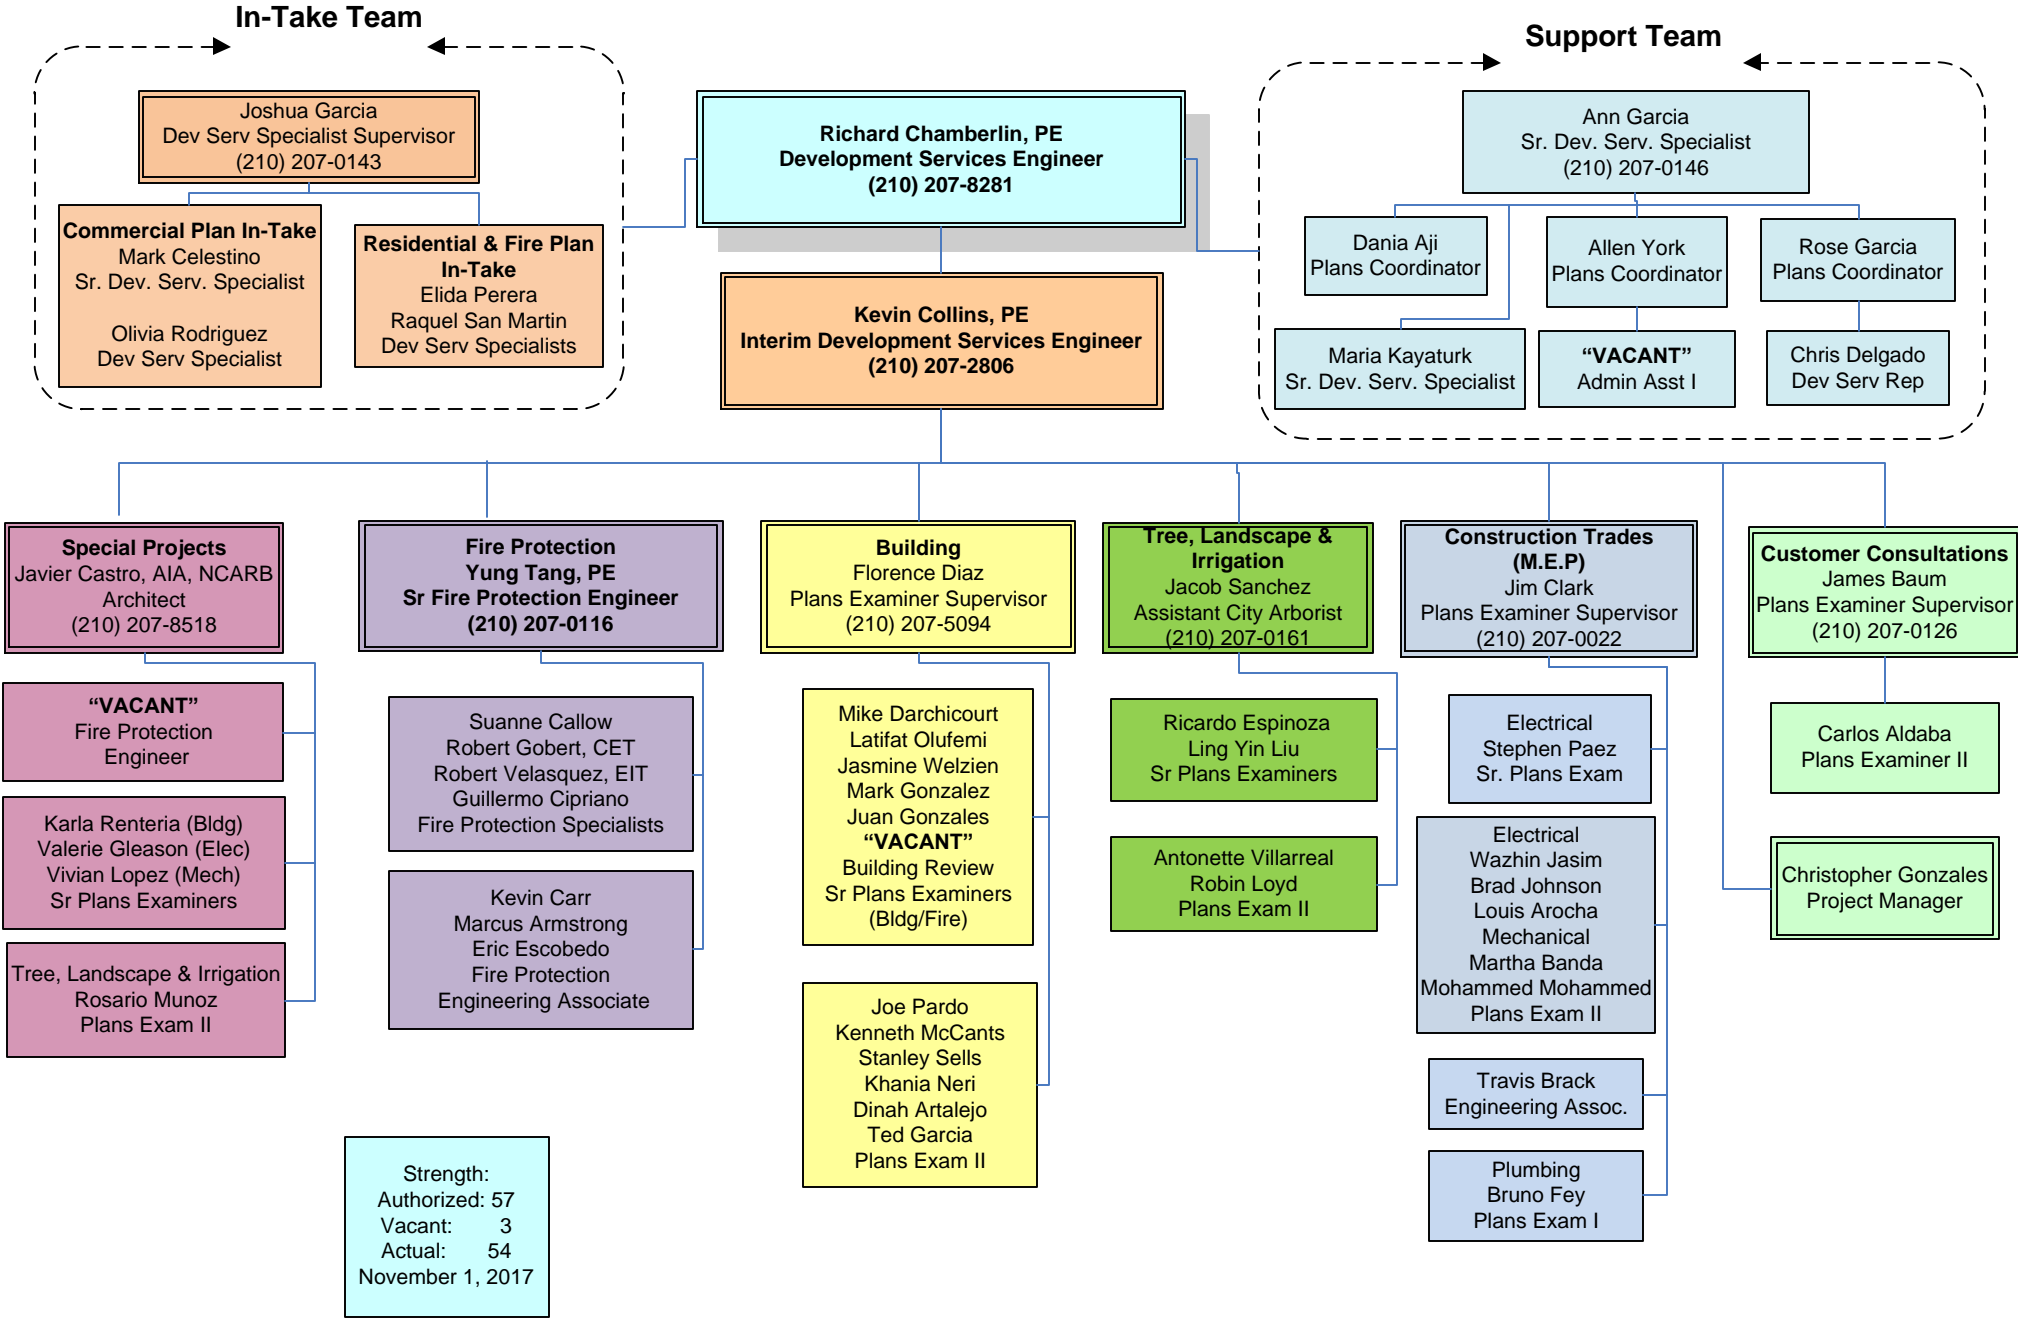 In-Take Team
Joshua Garcia
Dev Serv Specialist Supervisor
(210) 207-0143
Commercial Plan In-Take
Mark Celestino
Sr. Dev. Serv. Specialist
Olivia Rodriguez
Dev Serv Specialist
Residential & Fire Plan
In-Take
Elida Perera
Raquel San Martin
Dev Serv Specialists
Richard Chamberlin, PE
Development Services Engineer
(210) 207-8281
Kevin Collins, PE
Interim Development Services Engineer
(210) 207-2806
Support Team
Ann Garcia
Sr. Dev. Serv. Specialist
(210) 207-0146
Dania Aji
Plans Coordinator
Allen York
Plans Coordinator
Rose Garcia
Plans Coordinator
Maria Kayaturk
Sr. Dev. Serv. Specialist
“VACANT”
Admin Asst I
Chris Delgado
Dev Serv Rep
Special Projects
Javier Castro, AIA, NCARB
Architect
(210) 207-8518
“VACANT”
Fire Protection
Engineer
Karla Renteria (Bldg)
Valerie Gleason (Elec)
Vivian Lopez (Mech)
Sr Plans Examiners
Tree, Landscape & Irrigation
Rosario Munoz
Plans Exam II
Fire Protection
Yung Tang, PE
Sr Fire Protection Engineer
(210) 207-0116
Suanne Callow
Robert Gobert, CET
Robert Velasquez, EIT
Guillermo Cipriano
Fire Protection Specialists
Kevin Carr
Marcus Armstrong
Eric Escobedo
Fire Protection
Engineering Associate
Building
Florence Diaz
Plans Examiner Supervisor
(210) 207-5094
Mike Darchicourt
Latifat Olufemi
Jasmine Welzien
Mark Gonzalez
Juan Gonzales
“VACANT”
Building Review
Sr Plans Examiners
(Bldg/Fire)
Joe Pardo
Kenneth McCants
Stanley Sells
Khania Neri
Dinah Artalejo
Ted Garcia
Plans Exam II
Tree, Landscape &
Irrigation
Jacob Sanchez
Assistant City Arborist
(210) 207-0161
Ricardo Espinoza
Ling Yin Liu
Sr Plans Examiners
Antonette Villarreal
Robin Loyd
Plans Exam II
Construction Trades
(M.E.P)
Jim Clark
Plans Examiner Supervisor
(210) 207-0022
Electrical
Stephen Paez
Sr. Plans Exam
Electrical
Wazhin Jasim
Brad Johnson
Louis Arocha
Mechanical
Martha Banda
Mohammed Mohammed
Plans Exam II
Travis Brack
Engineering Assoc.
Plumbing
Bruno Fey
Plans Exam I
Customer Consultations
James Baum
Plans Examiner Supervisor
(210) 207-0126
Carlos Aldaba
Plans Examiner II
Christopher Gonzales
Project Manager
Strength:
Authorized: 57
Vacant: 3
Actual: 54
November 1, 2017